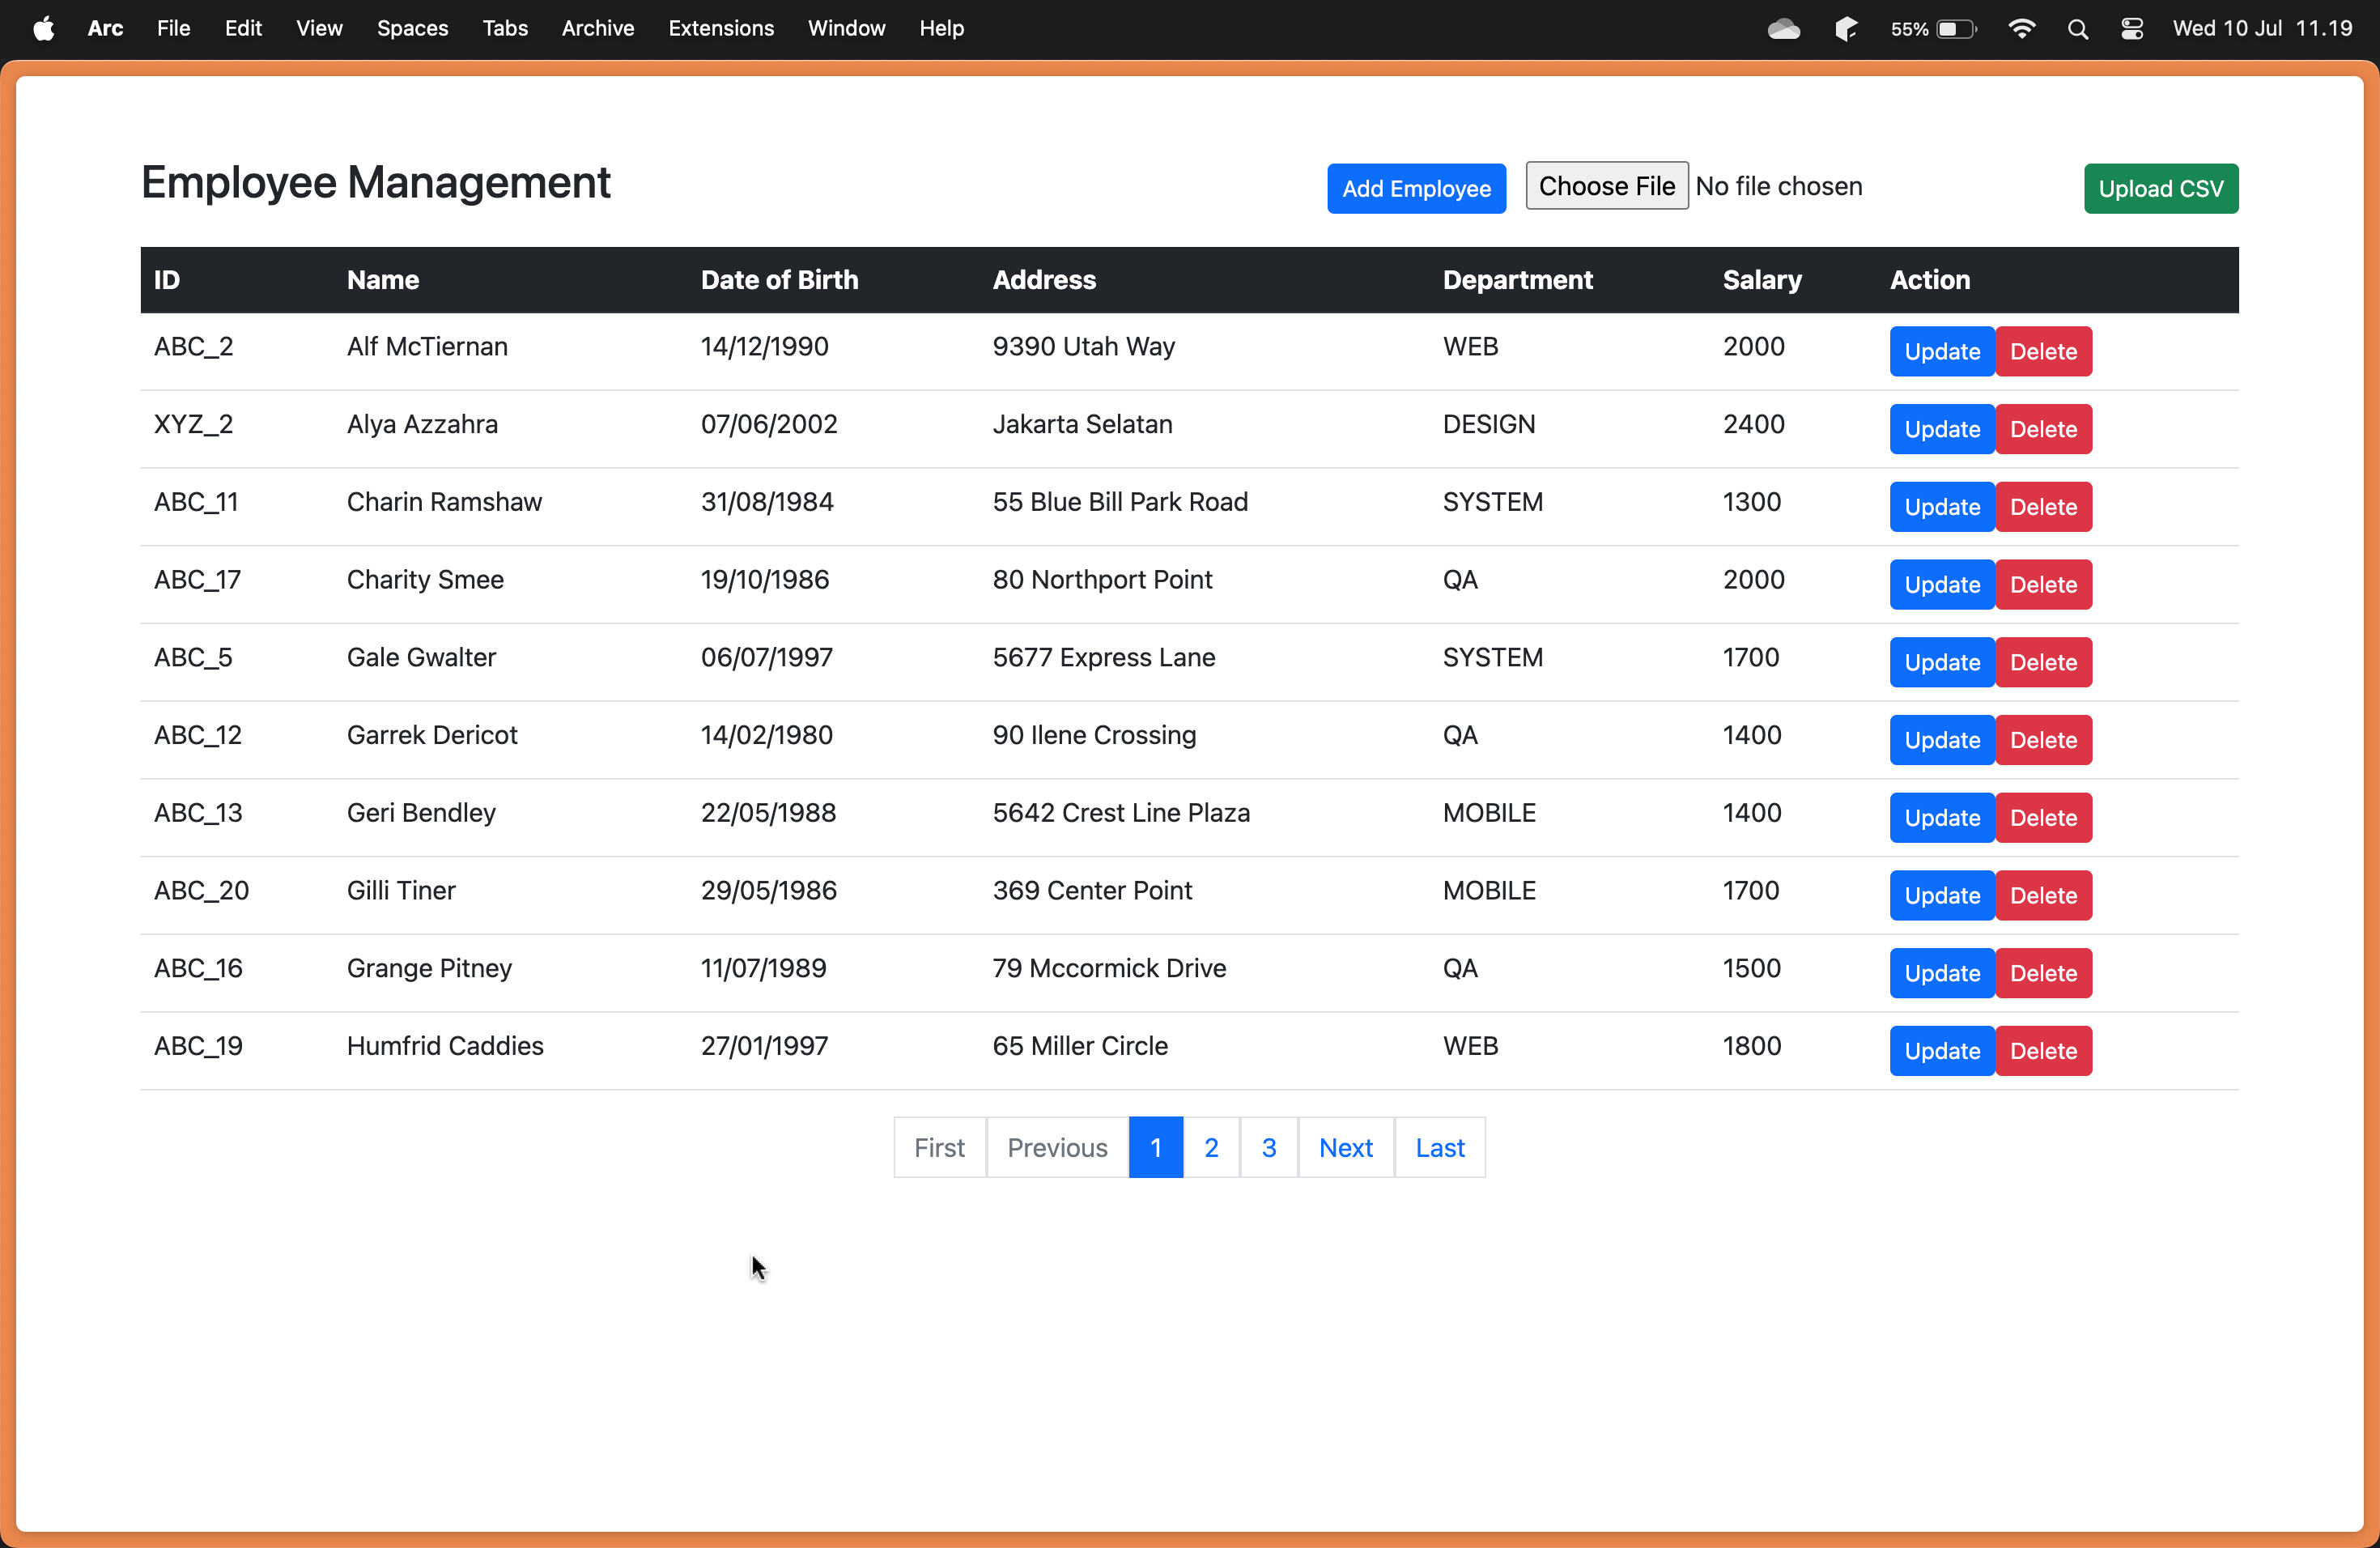 Arc File Edit View Spaces Tabs Archive Extensions Window Help 55% Wed 10 Jul 11.19
Employee Management Add Employee Choose File No file chosen Upload CSV
ID Name Date of Birth Address Department Salary Action
ABC_2 Alf McTiernan 14/12/1990 9390 Utah Way WEB 2000 Update Delete
XYZ_2 Alya Azzahra 07/06/2002 Jakarta Selatan DESIGN 2400 Update Delete
ABC_11 Charin Ramshaw 31/08/1984 55 Blue Bill Park Road SYSTEM 1300 Update Delete
ABC_17 Charity Smee 19/10/1986 80 Northport Point QA 2000 Update Delete
ABC_5 Gale Gwalter 06/07/1997 5677 Express Lane SYSTEM 1700 Update Delete
ABC_12 Garrek Dericot 14/02/1980 90 Ilene Crossing QA 1400 Update Delete
ABC_13 Geri Bendley 22/05/1988 5642 Crest Line Plaza MOBILE 1400 Update Delete
ABC_20 Gilli Tiner 29/05/1986 369 Center Point MOBILE 1700 Update Delete
ABC_16 Grange Pitney 11/07/1989 79 Mccormick Drive QA 1500 Update Delete
ABC_19 Humfrid Caddies 27/01/1997 65 Miller Circle WEB 1800 Update Delete
First Previous 1 2 3 Next Last